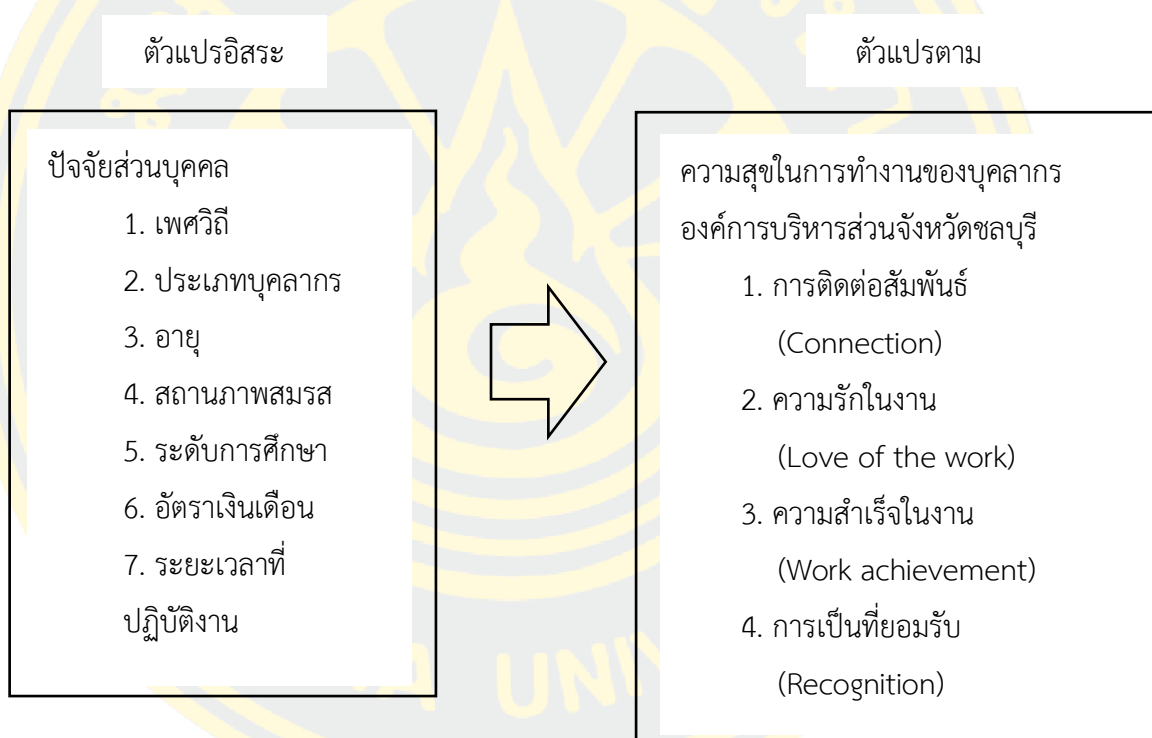 ตัวแปรอิสระ
ปัจจัยส่วนบุคคล
1. เพศวิถี
2. ประเภทบุคลากร
3. อายุ
4. สถานภาพสมรส
5. ระดับการศึกษา
6. อัตราเงินเดือน
7. ระยะเวลาที่
ปฏิบัติงาน
ตัวแปรตาม
ความสุขในการทำงานของบุคลากร
องค์การบริหารส่วนจังหวัดชลบุรี
1. การติดต่อสัมพันธ์
(Connection)
2. ความรักในงาน
(Love of the work)
3. ความสำเร็จในงาน
(Work achievement)
4. การเป็นที่ยอมรับ
(Recognition)